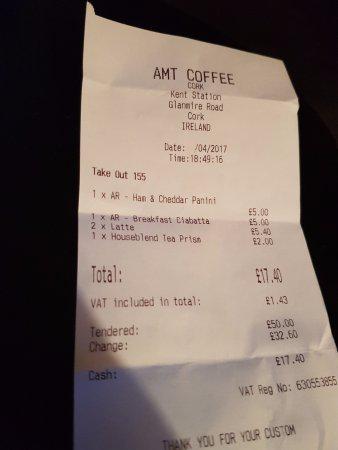 AMT COFFEE
CORK
Kent Station
Glanmire Road
Cork
IRELAND
Date: /04/2017
Time:18:49:16
Take Out 155
1 x AR - Ham & Cheddar Panini £5.00
1 x AR - Breakfast Ciabatta £5.00
2 x Latte £5.40
1 x Houseblend Tea Prism £2.00
Total: £17.40
VAT included in total: £1.43
Tendered: £50.00
Change: £32.60
Cash: £17.40
VAT Reg No: 630553855
THANK YOU FOR YOUR CUSTOM